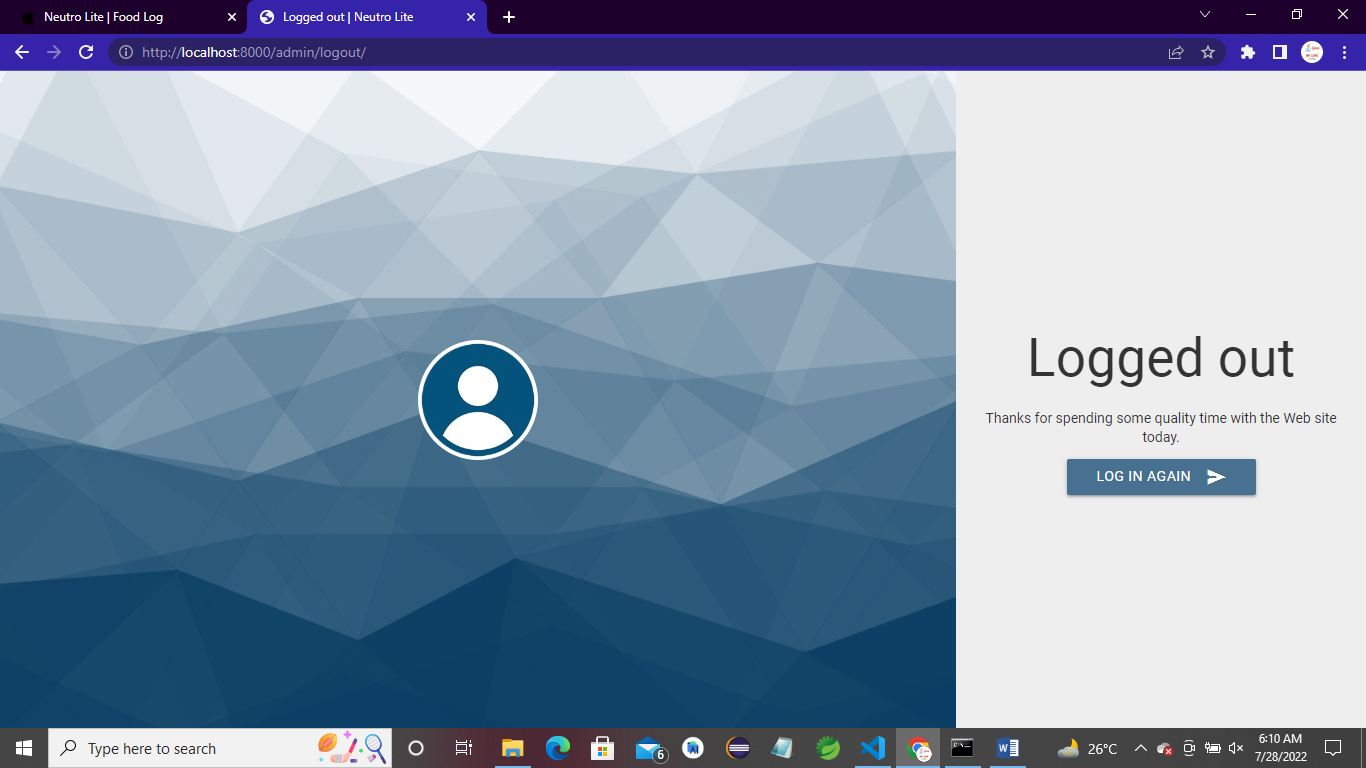 Neutro Lite | Food Log
Logged out | Neutro Lite
http://localhost:8000/admin/logout/
Logged out
Thanks for spending some quality time with the Web site
today.
LOG IN AGAIN
Type here to search
6
26°C
6:10 AM
7/28/2022